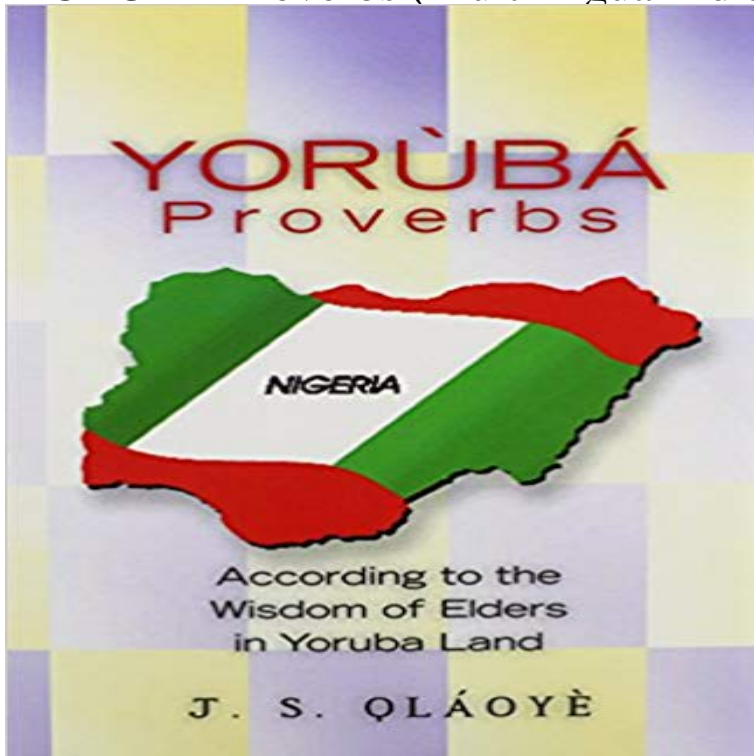 YORÙBÁ
Proverbs
NIGERIA
According to the
Wisdom of Elders
in Yoruba Land
J. S. ỌLÁOYÈ